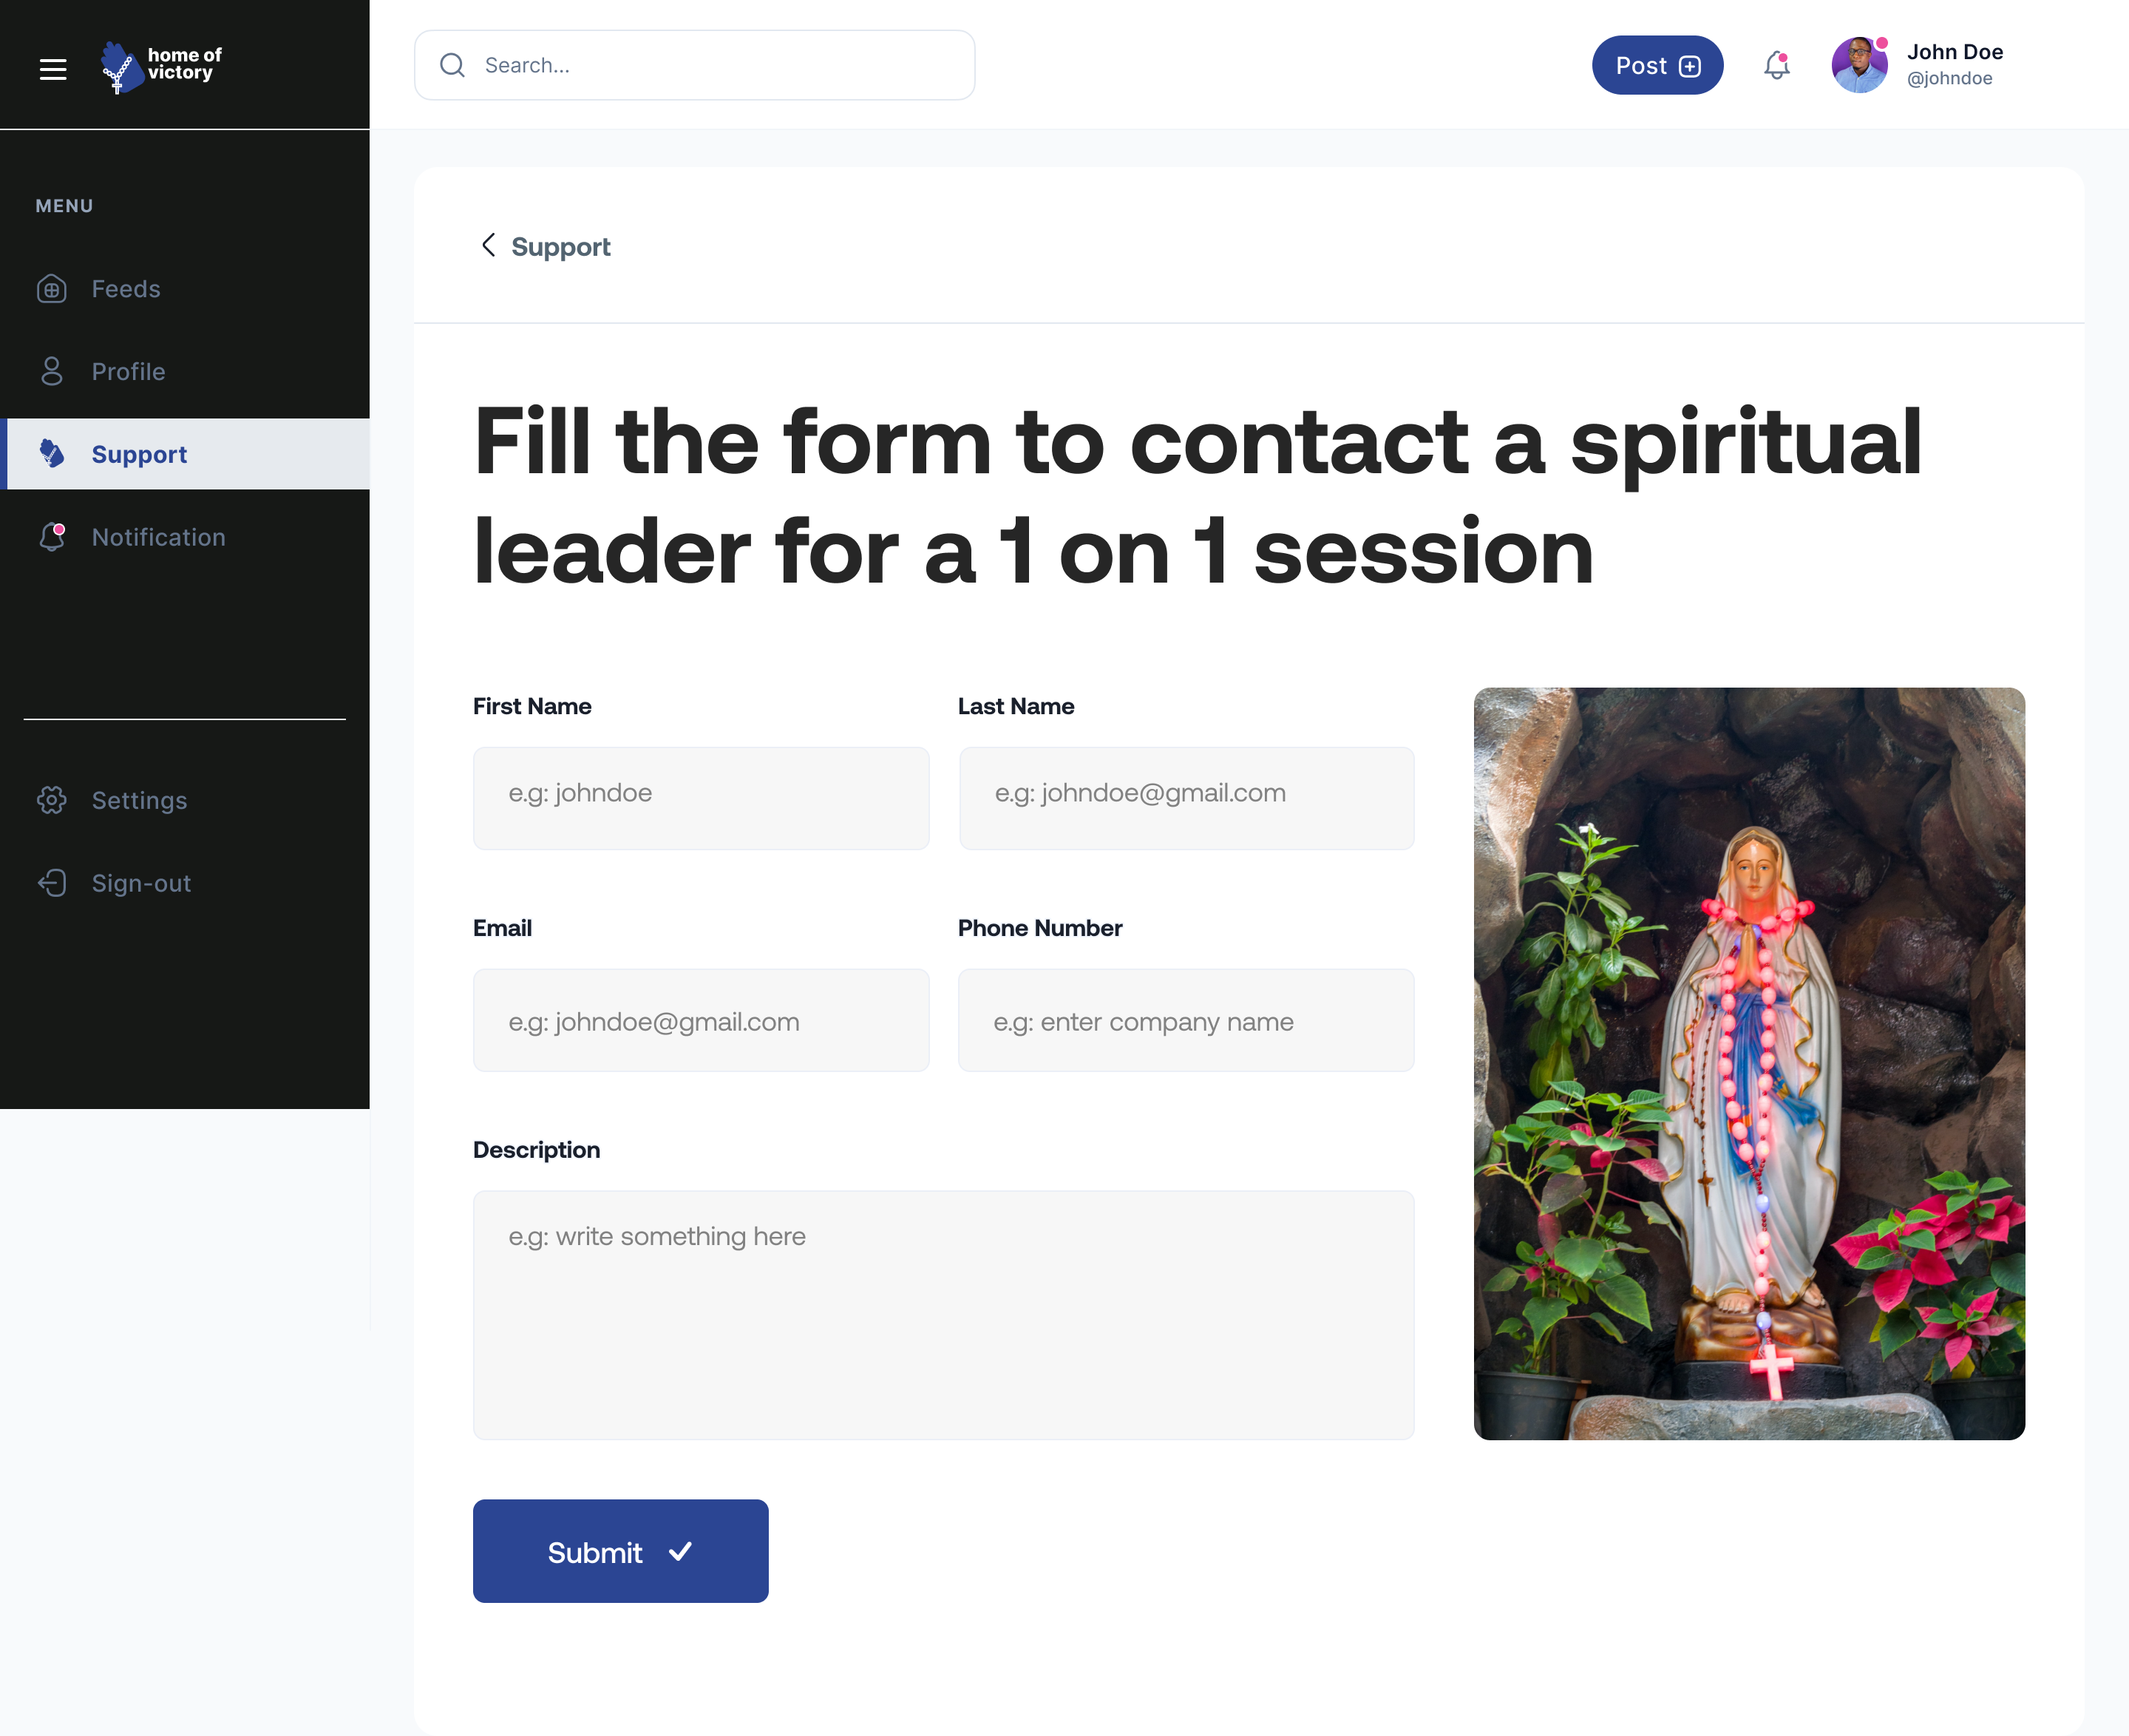 home of
victory
Search...
Post
John Doe
@johndoe
MENU
Feeds
Profile
Support
Notification
Settings
Sign-out
Support
Fill the form to contact a spiritual
leader for a 1 on 1 session
First Name
Last Name
e.g: johndoe
e.g: johndoe@gmail.com
Email
Phone Number
e.g: johndoe@gmail.com
e.g: enter company name
Description
e.g: write something here
Submit